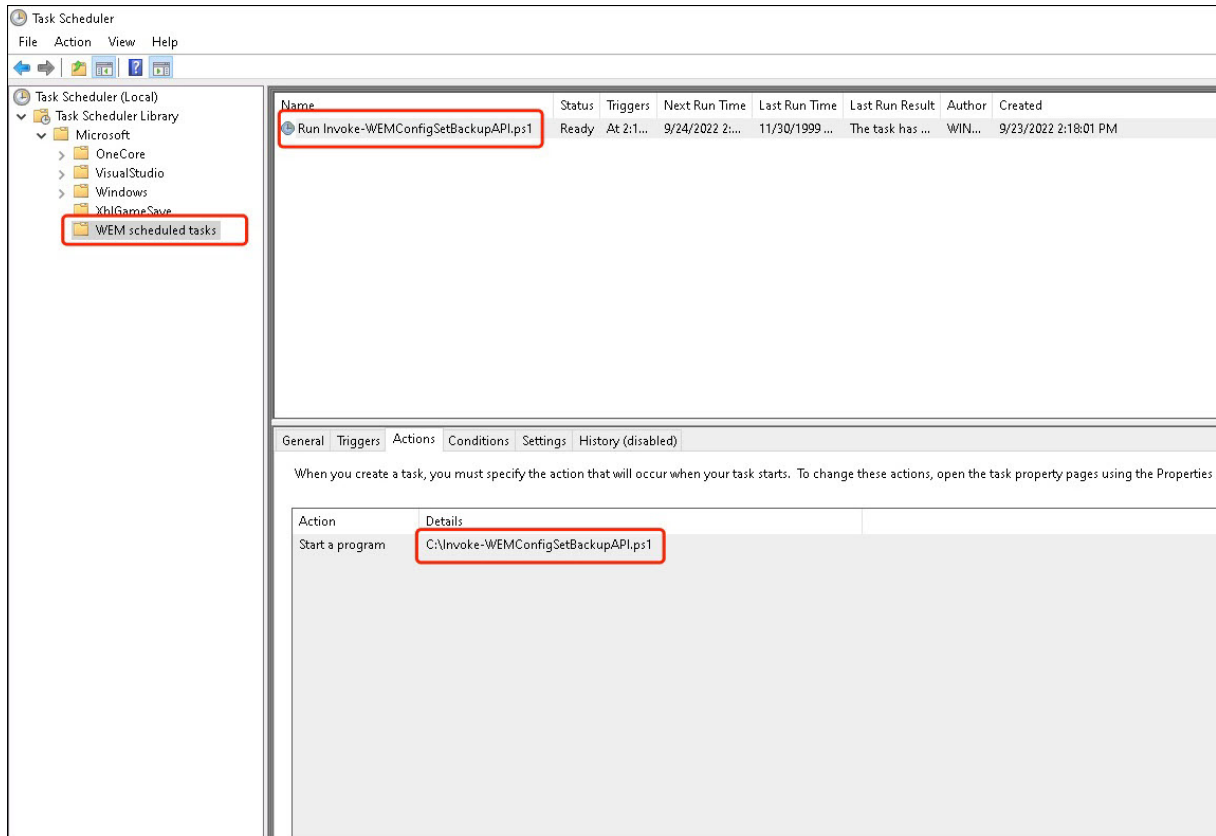 Task Scheduler
File Action View Help
Task Scheduler (Local)
Task Scheduler Library
Microsoft
OneCore
VisualStudio
Windows
XblGameSave
WEM scheduled tasks
Name Status Triggers Next Run Time Last Run Time Last Run Result Author Created
Run Invoke-WEMConfigSetBackupAPI.ps1 Ready At 2:1... 9/24/2022 2:... 11/30/1999 ... The task has ... WIN... 9/23/2022 2:18:01 PM
General Triggers Actions Conditions Settings History (disabled)
When you create a task, you must specify the action that will occur when your task starts. To change these actions, open the task property pages using the Properties
Action Details
Start a program C:\Invoke-WEMConfigSetBackupAPI.ps1